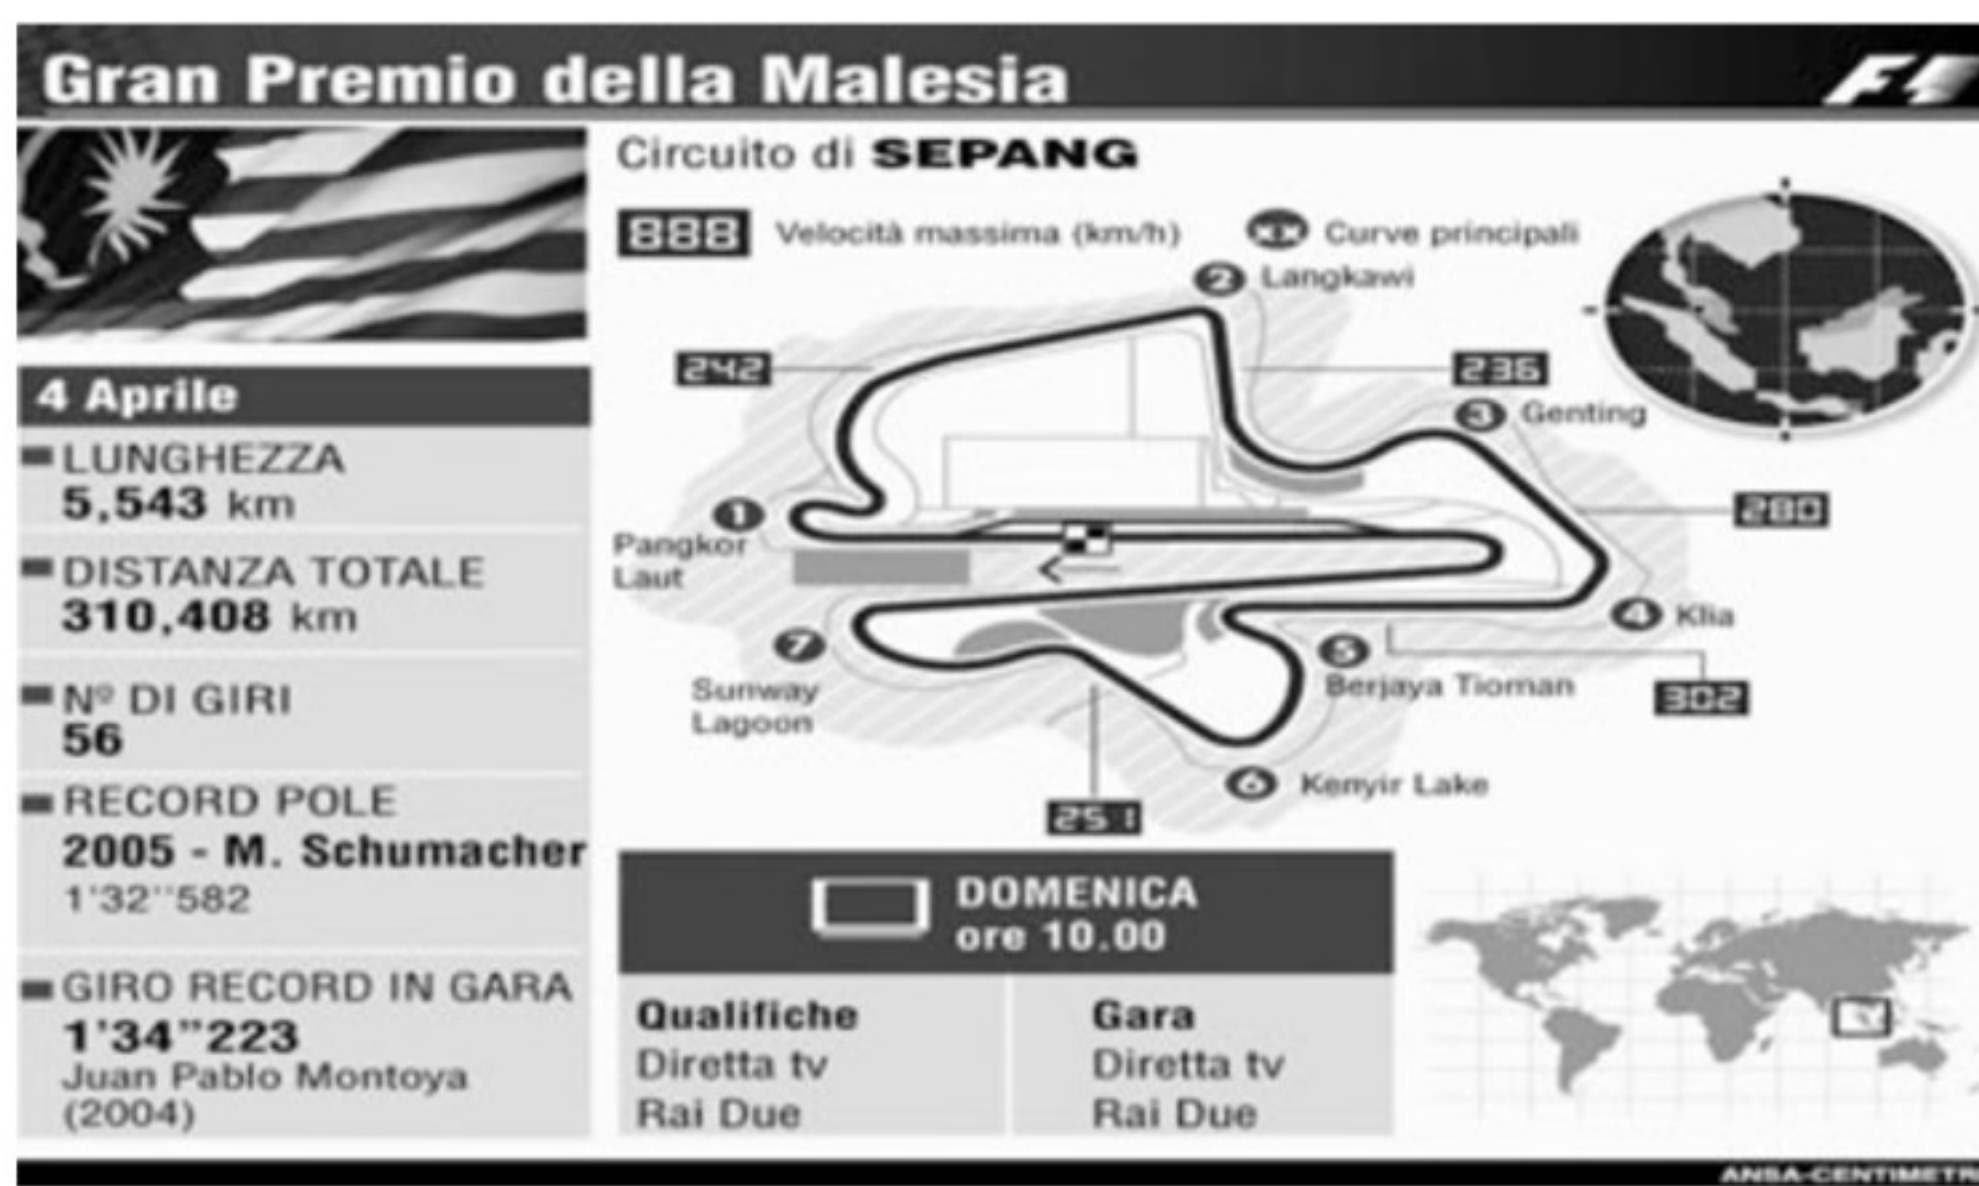 Gran Premio della Malesia
F1
Circuito di SEPANG
888 Velocità massima (km/h)
Curve principali
4 Aprile
LUNGHEZZA
5,543 km
DISTANZA TOTALE
310,408 km
Nº DI GIRI
56
RECORD POLE
2005 - M. Schumacher
1'32''582
GIRO RECORD IN GARA
1'34”223
Juan Pablo Montoya
(2004)
2 Langkawi
242
236
3 Genting
1
Pangkor
Laut
280
4 Klia
7
Sunway
Lagoon
5
Berjaya Tioman
302
6 Kenyir Lake
251
DOMENICA
ore 10.00
Qualifiche
Diretta tv
Rai Due
Gara
Diretta tv
Rai Due
ANSA-CENTIMETR